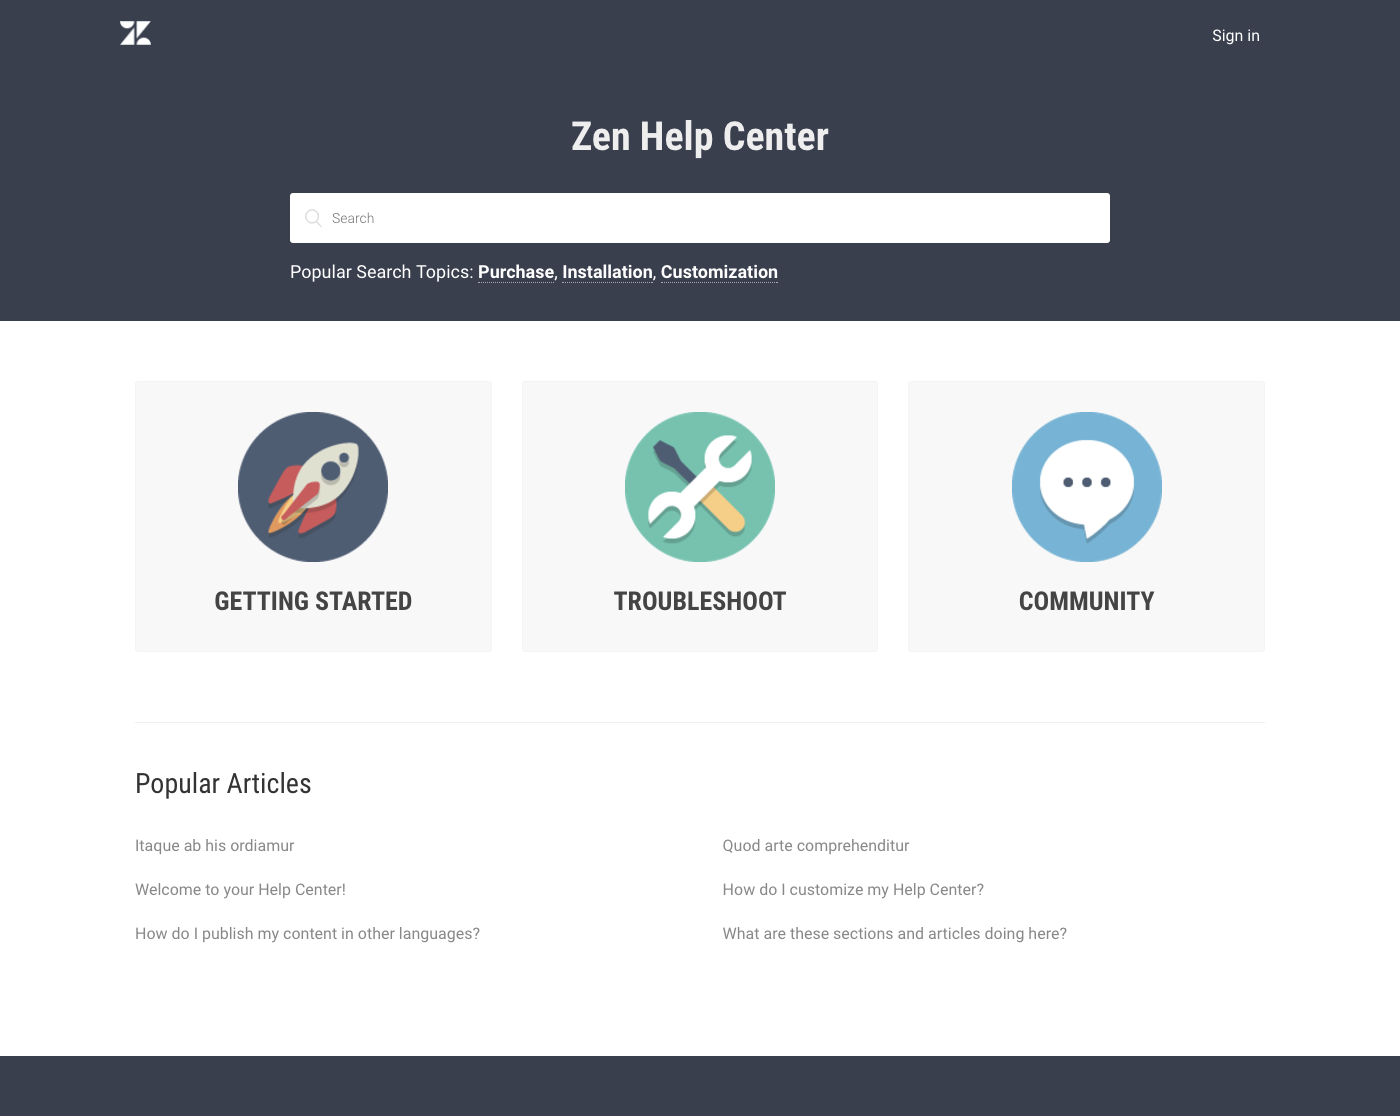 Sign in
Zen Help Center
Search
Popular Search Topics: Purchase, Installation, Customization
GETTING STARTED
TROUBLESHOOT
COMMUNITY
Popular Articles
Itaque ab his ordiamur
Quod arte comprehenditur
Welcome to your Help Center!
How do I customize my Help Center?
How do I publish my content in other languages?
What are these sections and articles doing here?